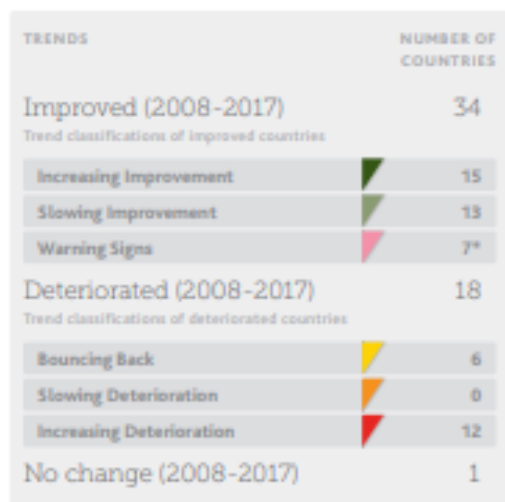 TRENDS NUMBER OF
COUNTRIES
Improved (2008-2017) 34
Trend classifications of improved countries
Increasing Improvement 15
Slowing Improvement 13
Warning Signs 7*
Deteriorated (2008-2017) 18
Trend classifications of deteriorated countries
Bouncing Back 6
Slowing Deterioration 0
Increasing Deterioration 12
No change (2008-2017) 1